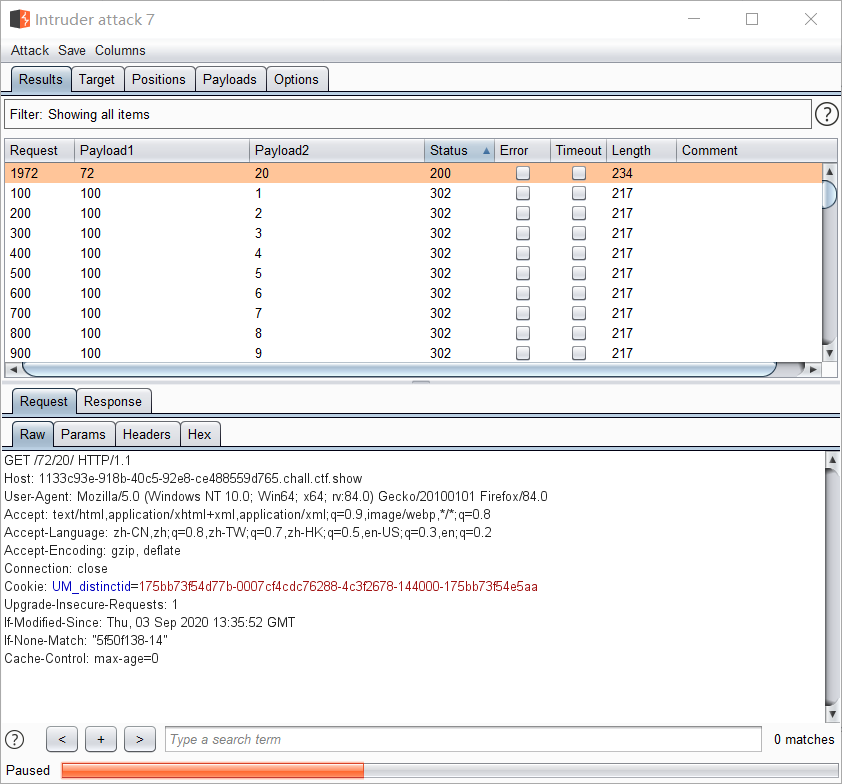 Intruder attack 7
Attack Save Columns
Results Target Positions Payloads Options
Filter: Showing all items
?
Request Payload1 Payload2 Status Error Timeout Length Comment
1972 72 20 200 234
100 100 1 302 217
200 100 2 302 217
300 100 3 302 217
400 100 4 302 217
500 100 5 302 217
600 100 6 302 217
700 100 7 302 217
800 100 8 302 217
900 100 9 302 217
Request Response
Raw Params Headers Hex
GET /72/20/ HTTP/1.1
Host: 1133c93e-918b-40c5-92e8-ce488559d765.chall.ctf.show
User-Agent: Mozilla/5.0 (Windows NT 10.0; Win64; x64; rv:84.0) Gecko/20100101 Firefox/84.0
Accept: text/html,application/xhtml+xml,application/xml;q=0.9,image/webp,*/*;q=0.8
Accept-Language: zh-CN,zh;q=0.8,zh-TW;q=0.7,zh-HK;q=0.5,en-US;q=0.3,en;q=0.2
Accept-Encoding: gzip, deflate
Connection: close
Cookie: UM_distinctid=175bb73f54d77b-0007cf4cdc76288-4c3f2678-144000-175bb73f54e5aa
Upgrade-Insecure-Requests: 1
If-Modified-Since: Thu, 03 Sep 2020 13:35:52 GMT
If-None-Match: "5f50f138-14"
Cache-Control: max-age=0
? < + > Type a search term 0 matches
Paused